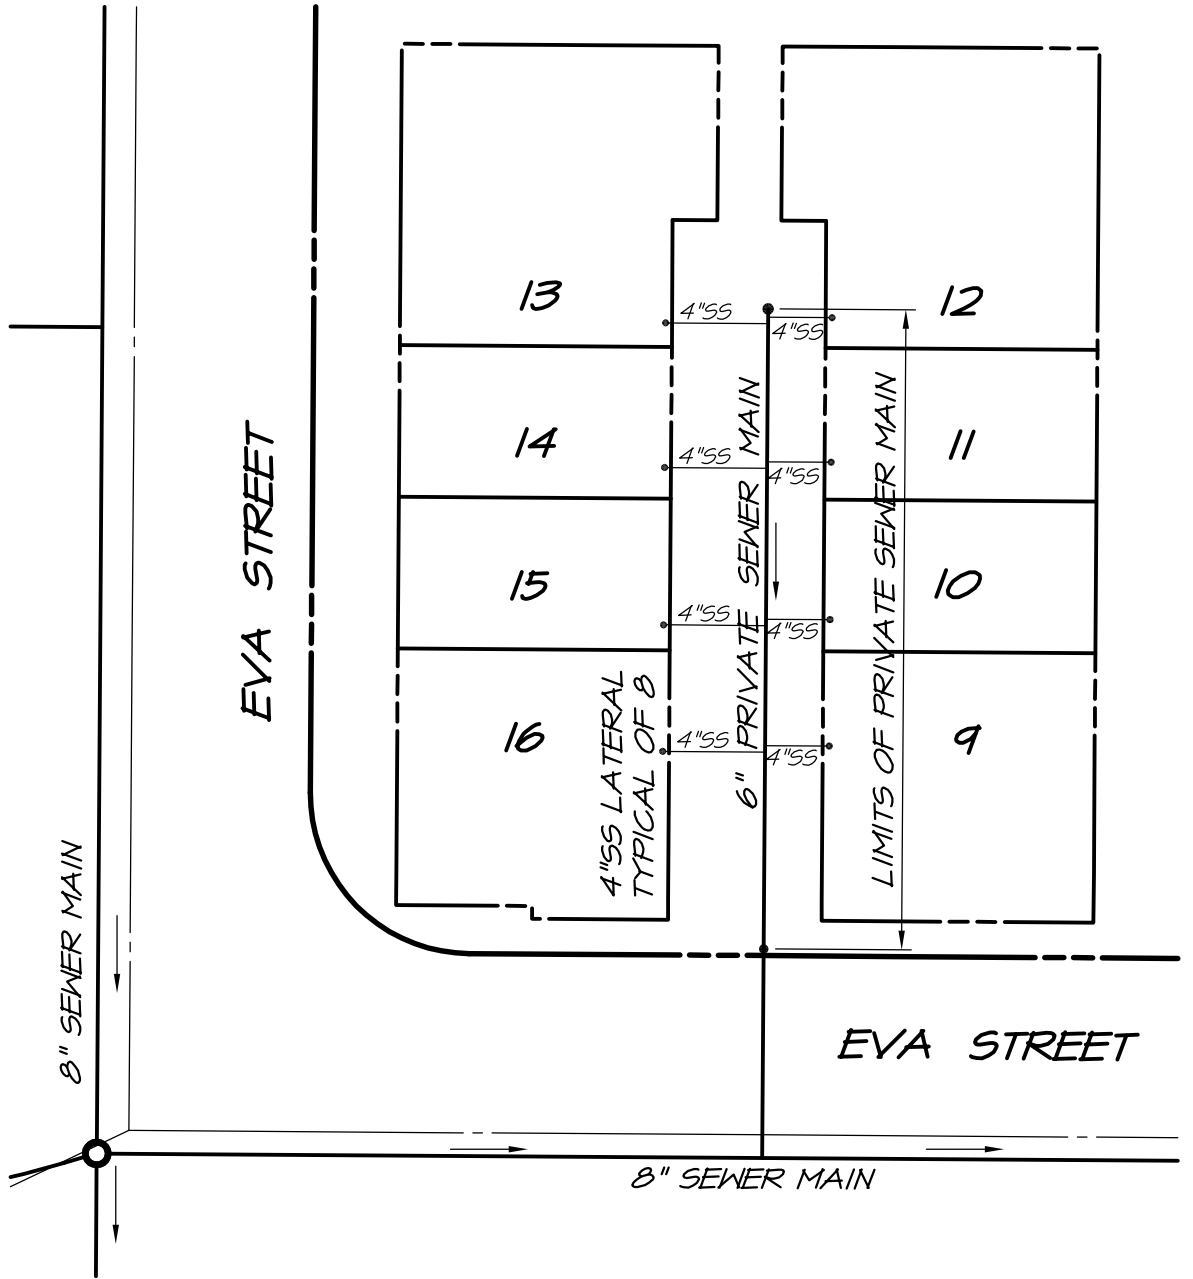 13
12
4"SS
4"SS
14
11
4"SS
4"SS
15
10
4"SS
4"SS
16
9
4"SS
4"SS
EVA STREET
4"SS LATERAL
TYPICAL OF 8
6" PRIVATE SEWER MAIN
LIMITS OF PRIVATE SEWER MAIN
8" SEWER MAIN
EVA STREET
8" SEWER MAIN